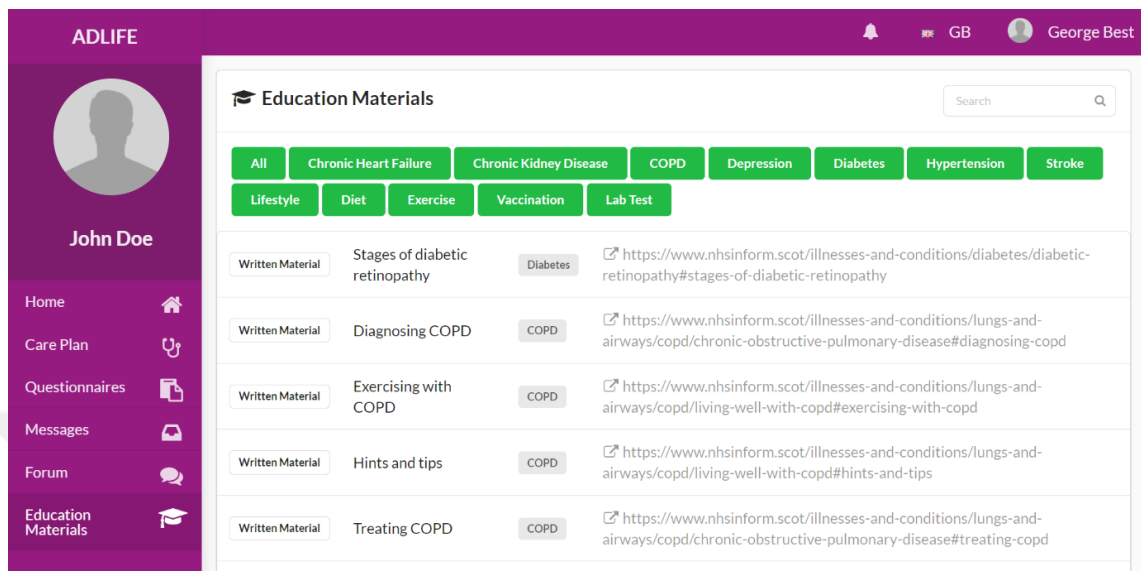 ADLIFE
GB
George Best
John Doe
Home
Care Plan
Questionnaires
Messages
Forum
Education
Materials
Education Materials
Search
All
Chronic Heart Failure
Chronic Kidney Disease
COPD
Depression
Diabetes
Hypertension
Stroke
Lifestyle
Diet
Exercise
Vaccination
Lab Test
Written Material
Stages of diabetic
retinopathy
Diabetes
https://www.nhsinform.scot/illnesses-and-conditions/diabetes/diabetic-
retinopathy#stages-of-diabetic-retinopathy
Written Material
Diagnosing COPD
COPD
https://www.nhsinform.scot/illnesses-and-conditions/lungs-and-
airways/copd/chronic-obstructive-pulmonary-disease#diagnosing-copd
Written Material
Exercising with
COPD
COPD
https://www.nhsinform.scot/illnesses-and-conditions/lungs-and-
airways/copd/living-well-with-copd#exercising-with-copd
Written Material
Hints and tips
COPD
https://www.nhsinform.scot/illnesses-and-conditions/lungs-and-
airways/copd/living-well-with-copd#hints-and-tips
Written Material
Treating COPD
COPD
https://www.nhsinform.scot/illnesses-and-conditions/lungs-and-
airways/copd/chronic-obstructive-pulmonary-disease#treating-copd